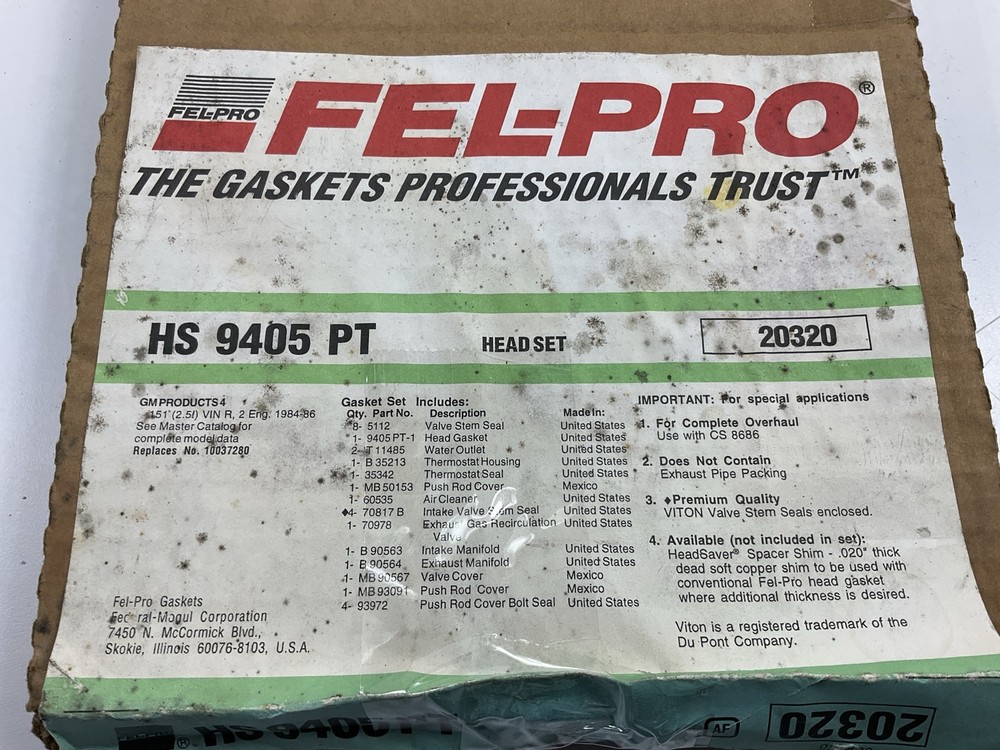 FEL-PRO
FEL-PRO®
THE GASKETS PROFESSIONALS TRUST™
HS 9405 PT
HEAD SET
20320
GM PRODUCTS 4
151" (2.5l) VIN R, 2 Eng. 1984-86
See Master Catalog for
complete model data
Replaces No. 10037280
Gasket Set Includes:
Qty. Part No. Description Made In:
8- 5112 Valve Stem Seal United States
1- 9405 PT-1 Head Gasket United States
2- T 11485 Water Outlet United States
1- B 35213 Thermostat Housing United States
1- 35342 Thermostat Seal United States
1- MB 50153 Push Rod Cover Mexico
1- 60535 Air Cleaner United States
♦4- 70817 B Intake Valve Stem Seal United States
1- 70978 Exhaust Gas Recirculation United States
Valve
1- B 90563 Intake Manifold United States
1- B 90564 Exhaust Manifold United States
1- MB 90567 Valve Cover Mexico
1- MB 93091 Push Rod Cover Mexico
4- 93972 Push Rod Cover Bolt Seal United States
IMPORTANT: For special applications
1. For Complete Overhaul
Use with CS 8686
2. Does Not Contain
Exhaust Pipe Packing
3. ♦Premium Quality
VITON Valve Stem Seals enclosed.
4. Available (not included in set):
HeadSaver® Spacer Shim - .020" thick
dead soft copper shim to be used with
conventional Fel-Pro head gasket
where additional thickness is desired.
Viton is a registered trademark of the
Du Pont Company.
Fel-Pro Gaskets
Federal-Mogul Corporation
7450 N. McCormick Blvd.,
Skokie, Illinois 60076-8103, U.S.A.
FEL-PRO® HS 9405 PT
AF
20320